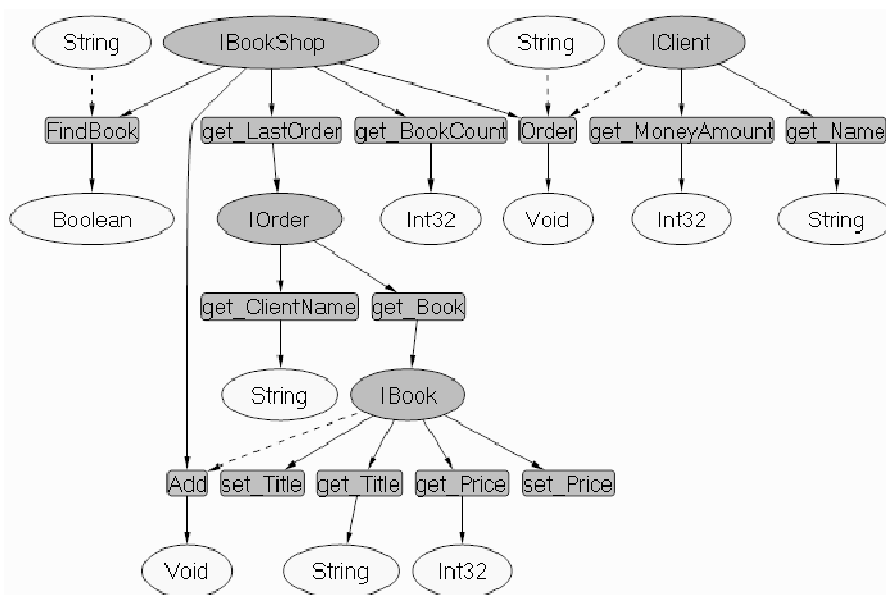 String IBookShop String IClient
FindBook get_LastOrder get_BookCount Order get_MoneyAmount get_Name
Boolean IOrder Int32 Void Int32 String
get_ClientName get_Book
String IBook
Add set_Title get_Title get_Price set_Price
Void String Int32